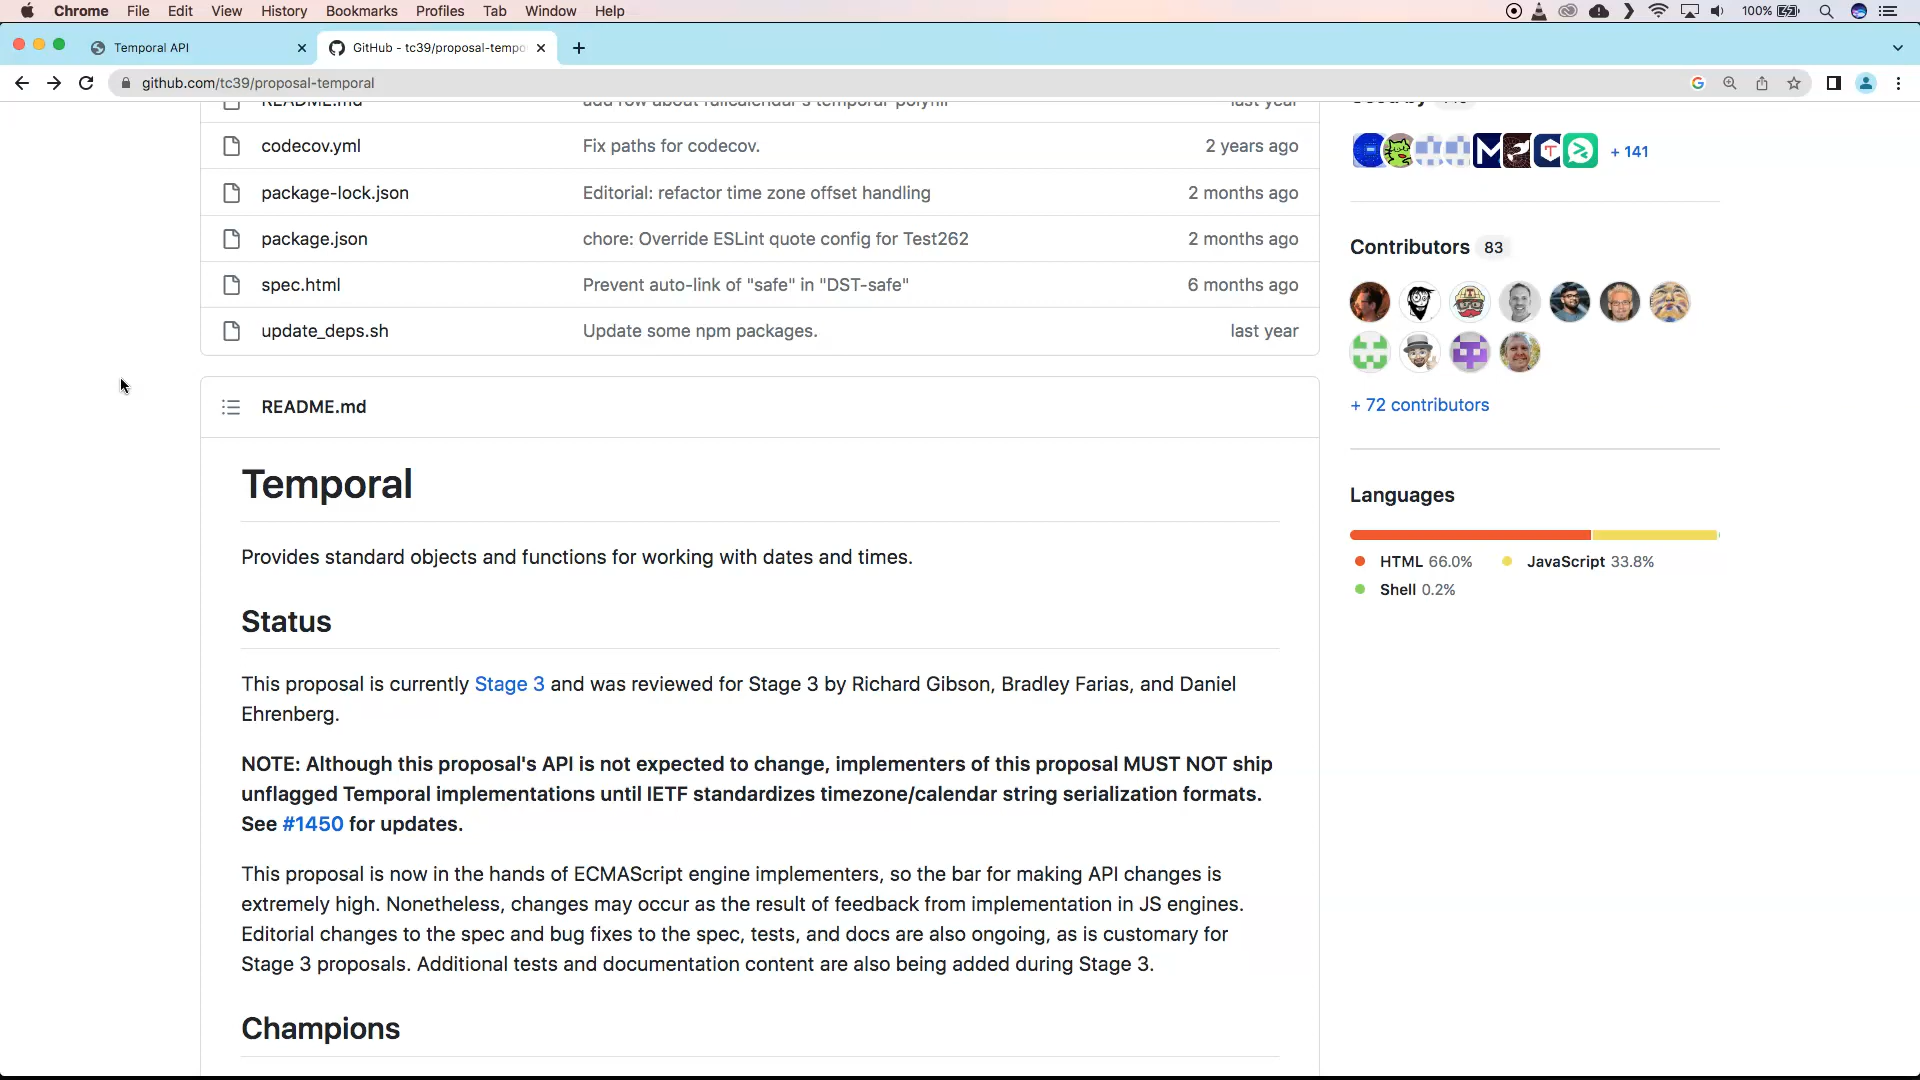 Chrome File Edit View History Bookmarks Profiles Tab Window Help 100%
Temporal API
GitHub - tc39/proposal-tempo
github.com/tc39/proposal-temporal
README.md last year
codecov.yml Fix paths for codecov. 2 years ago
package-lock.json Editorial: refactor time zone offset handling 2 months ago
package.json chore: Override ESLint quote config for Test262 2 months ago
spec.html Prevent auto-link of "safe" in "DST-safe" 6 months ago
update_deps.sh Update some npm packages. last year
README.md
Temporal
Provides standard objects and functions for working with dates and times.
Status
This proposal is currently Stage 3 and was reviewed for Stage 3 by Richard Gibson, Bradley Farias, and Daniel
Ehrenberg.
NOTE: Although this proposal's API is not expected to change, implementers of this proposal MUST NOT ship
unflagged Temporal implementations until IETF standardizes timezone/calendar string serialization formats.
See #1450 for updates.
This proposal is now in the hands of ECMAScript engine implementers, so the bar for making API changes is
extremely high. Nonetheless, changes may occur as the result of feedback from implementation in JS engines.
Editorial changes to the spec and bug fixes to the spec, tests, and docs are also ongoing, as is customary for
Stage 3 proposals. Additional tests and documentation content are also being added during Stage 3.
Champions
+ 141
Contributors 83
+ 72 contributors
Languages
HTML 66.0% JavaScript 33.8%
Shell 0.2%